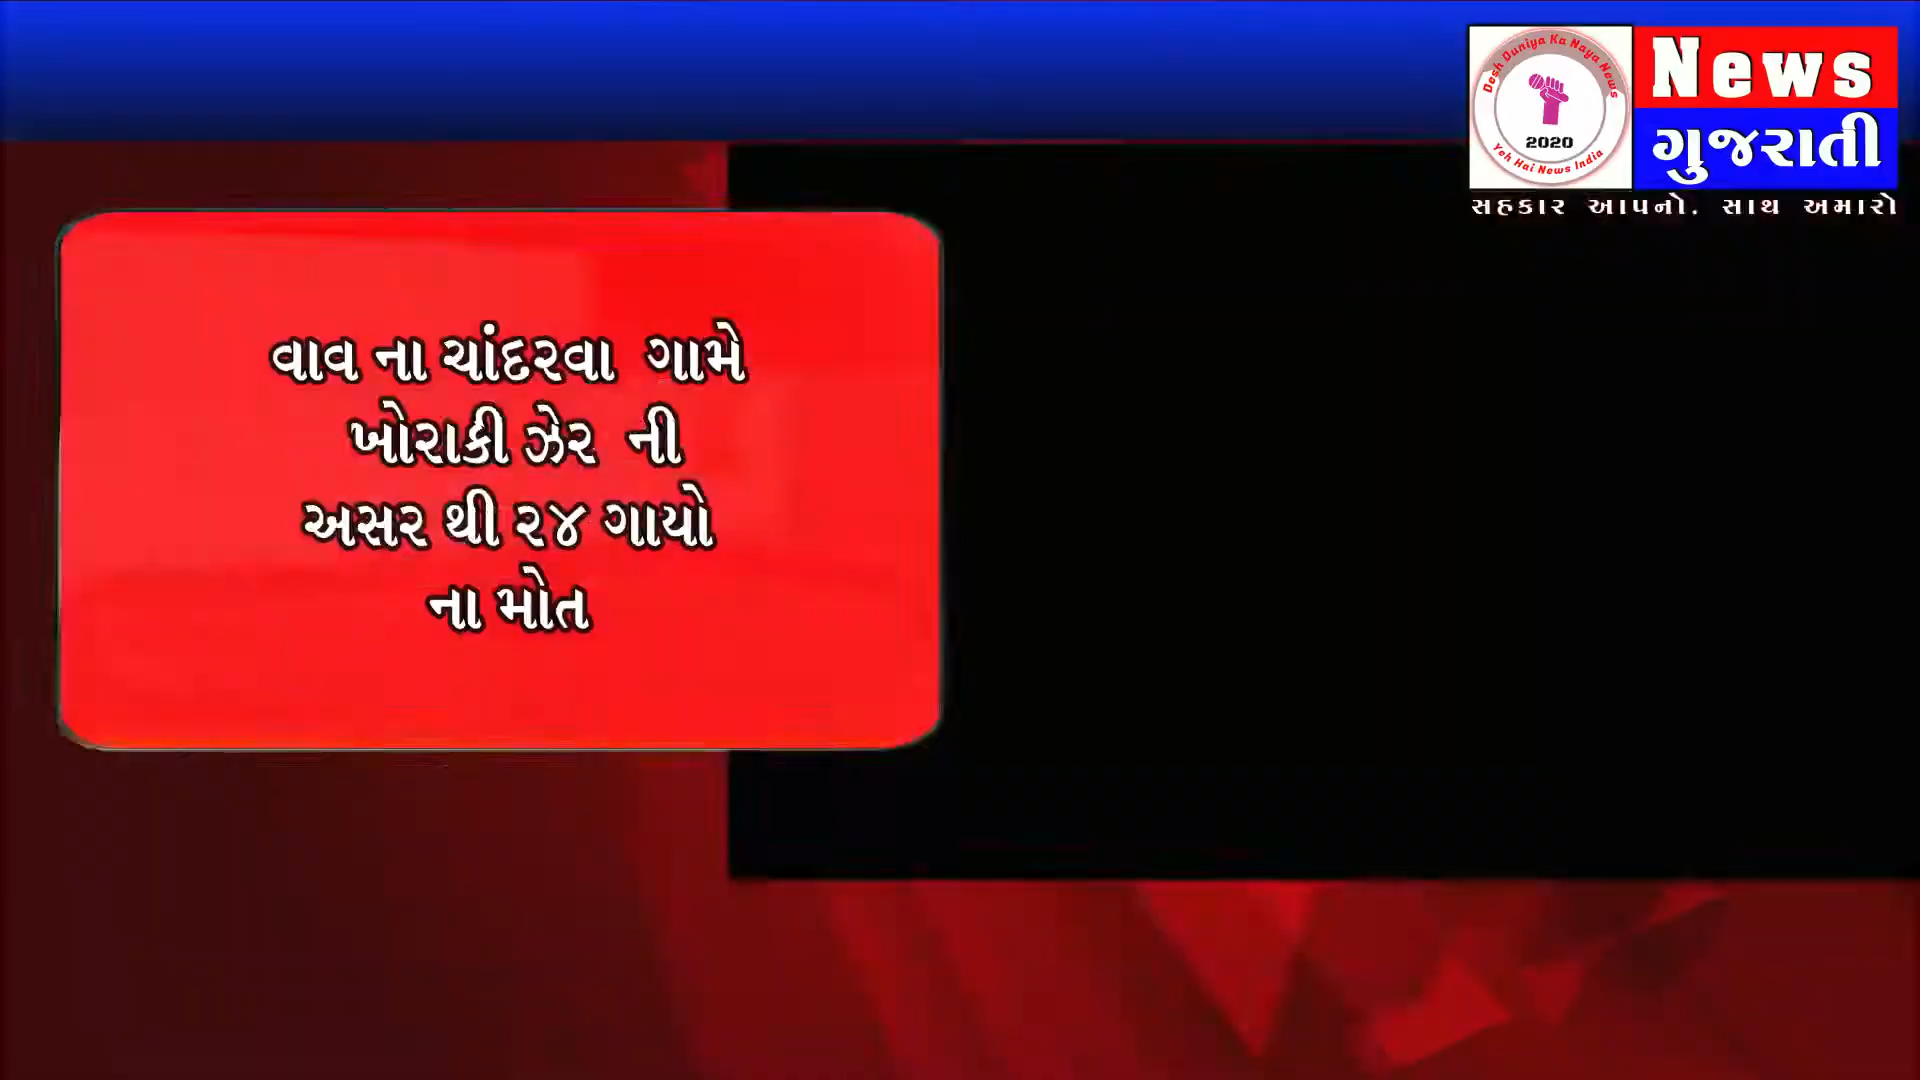 Desh Duniya Ka Naya News
2020
Yeh Hai News India
News
ગુજરાતી
સહકાર આપનો. સાથ અમારો
વાવ ના ચાંદરવા ગામે
ખોરાકી ઝેર ની
અસર થી ૨૪ ગાયો
ના મોત